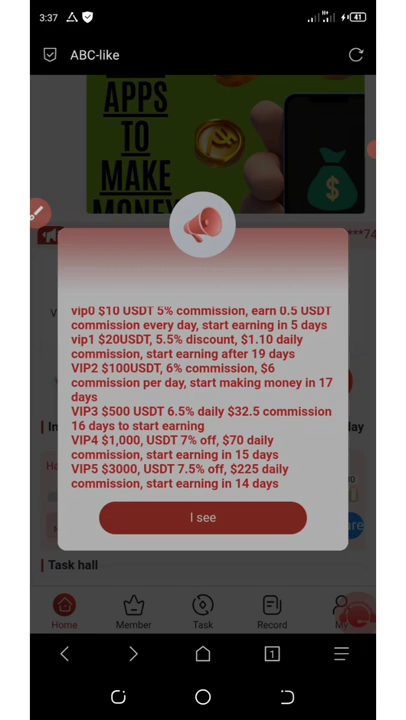 3:37
41
ABC-like
APPS
TO
MAKE
MONEY
***74
vip0 $10 USDT 5% commission, earn 0.5 USDT
commission every day, start earning in 5 days
vip1 $20USDT, 5.5% discount, $1.10 daily
commission, start earning after 19 days
VIP2 $100USDT, 6% commission, $6
commission per day, start making money in 17
days
VIP3 $500 USDT 6.5% daily $32.5 commission
16 days to start earning
VIP4 $1,000, USDT 7% off, $70 daily
commission, start earning in 15 days
VIP5 $3000, USDT 7.5% off, $225 daily
commission, start earning in 14 days
I see
Task hall
Home
Member
Task
Record
My
1